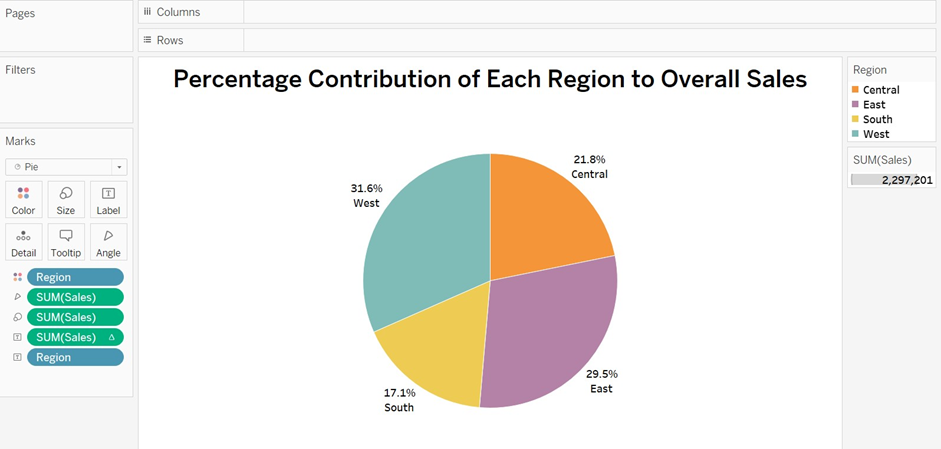 Pages
Columns
Rows
Filters
Marks
Pie
Color
Size
Label
Detail
Tooltip
Angle
Region
SUM(Sales)
SUM(Sales)
SUM(Sales)
Region
Percentage Contribution of Each Region to Overall Sales
21.8%
Central
31.6%
West
29.5%
East
17.1%
South
Region
Central
East
South
West
SUM(Sales)
2,297,201